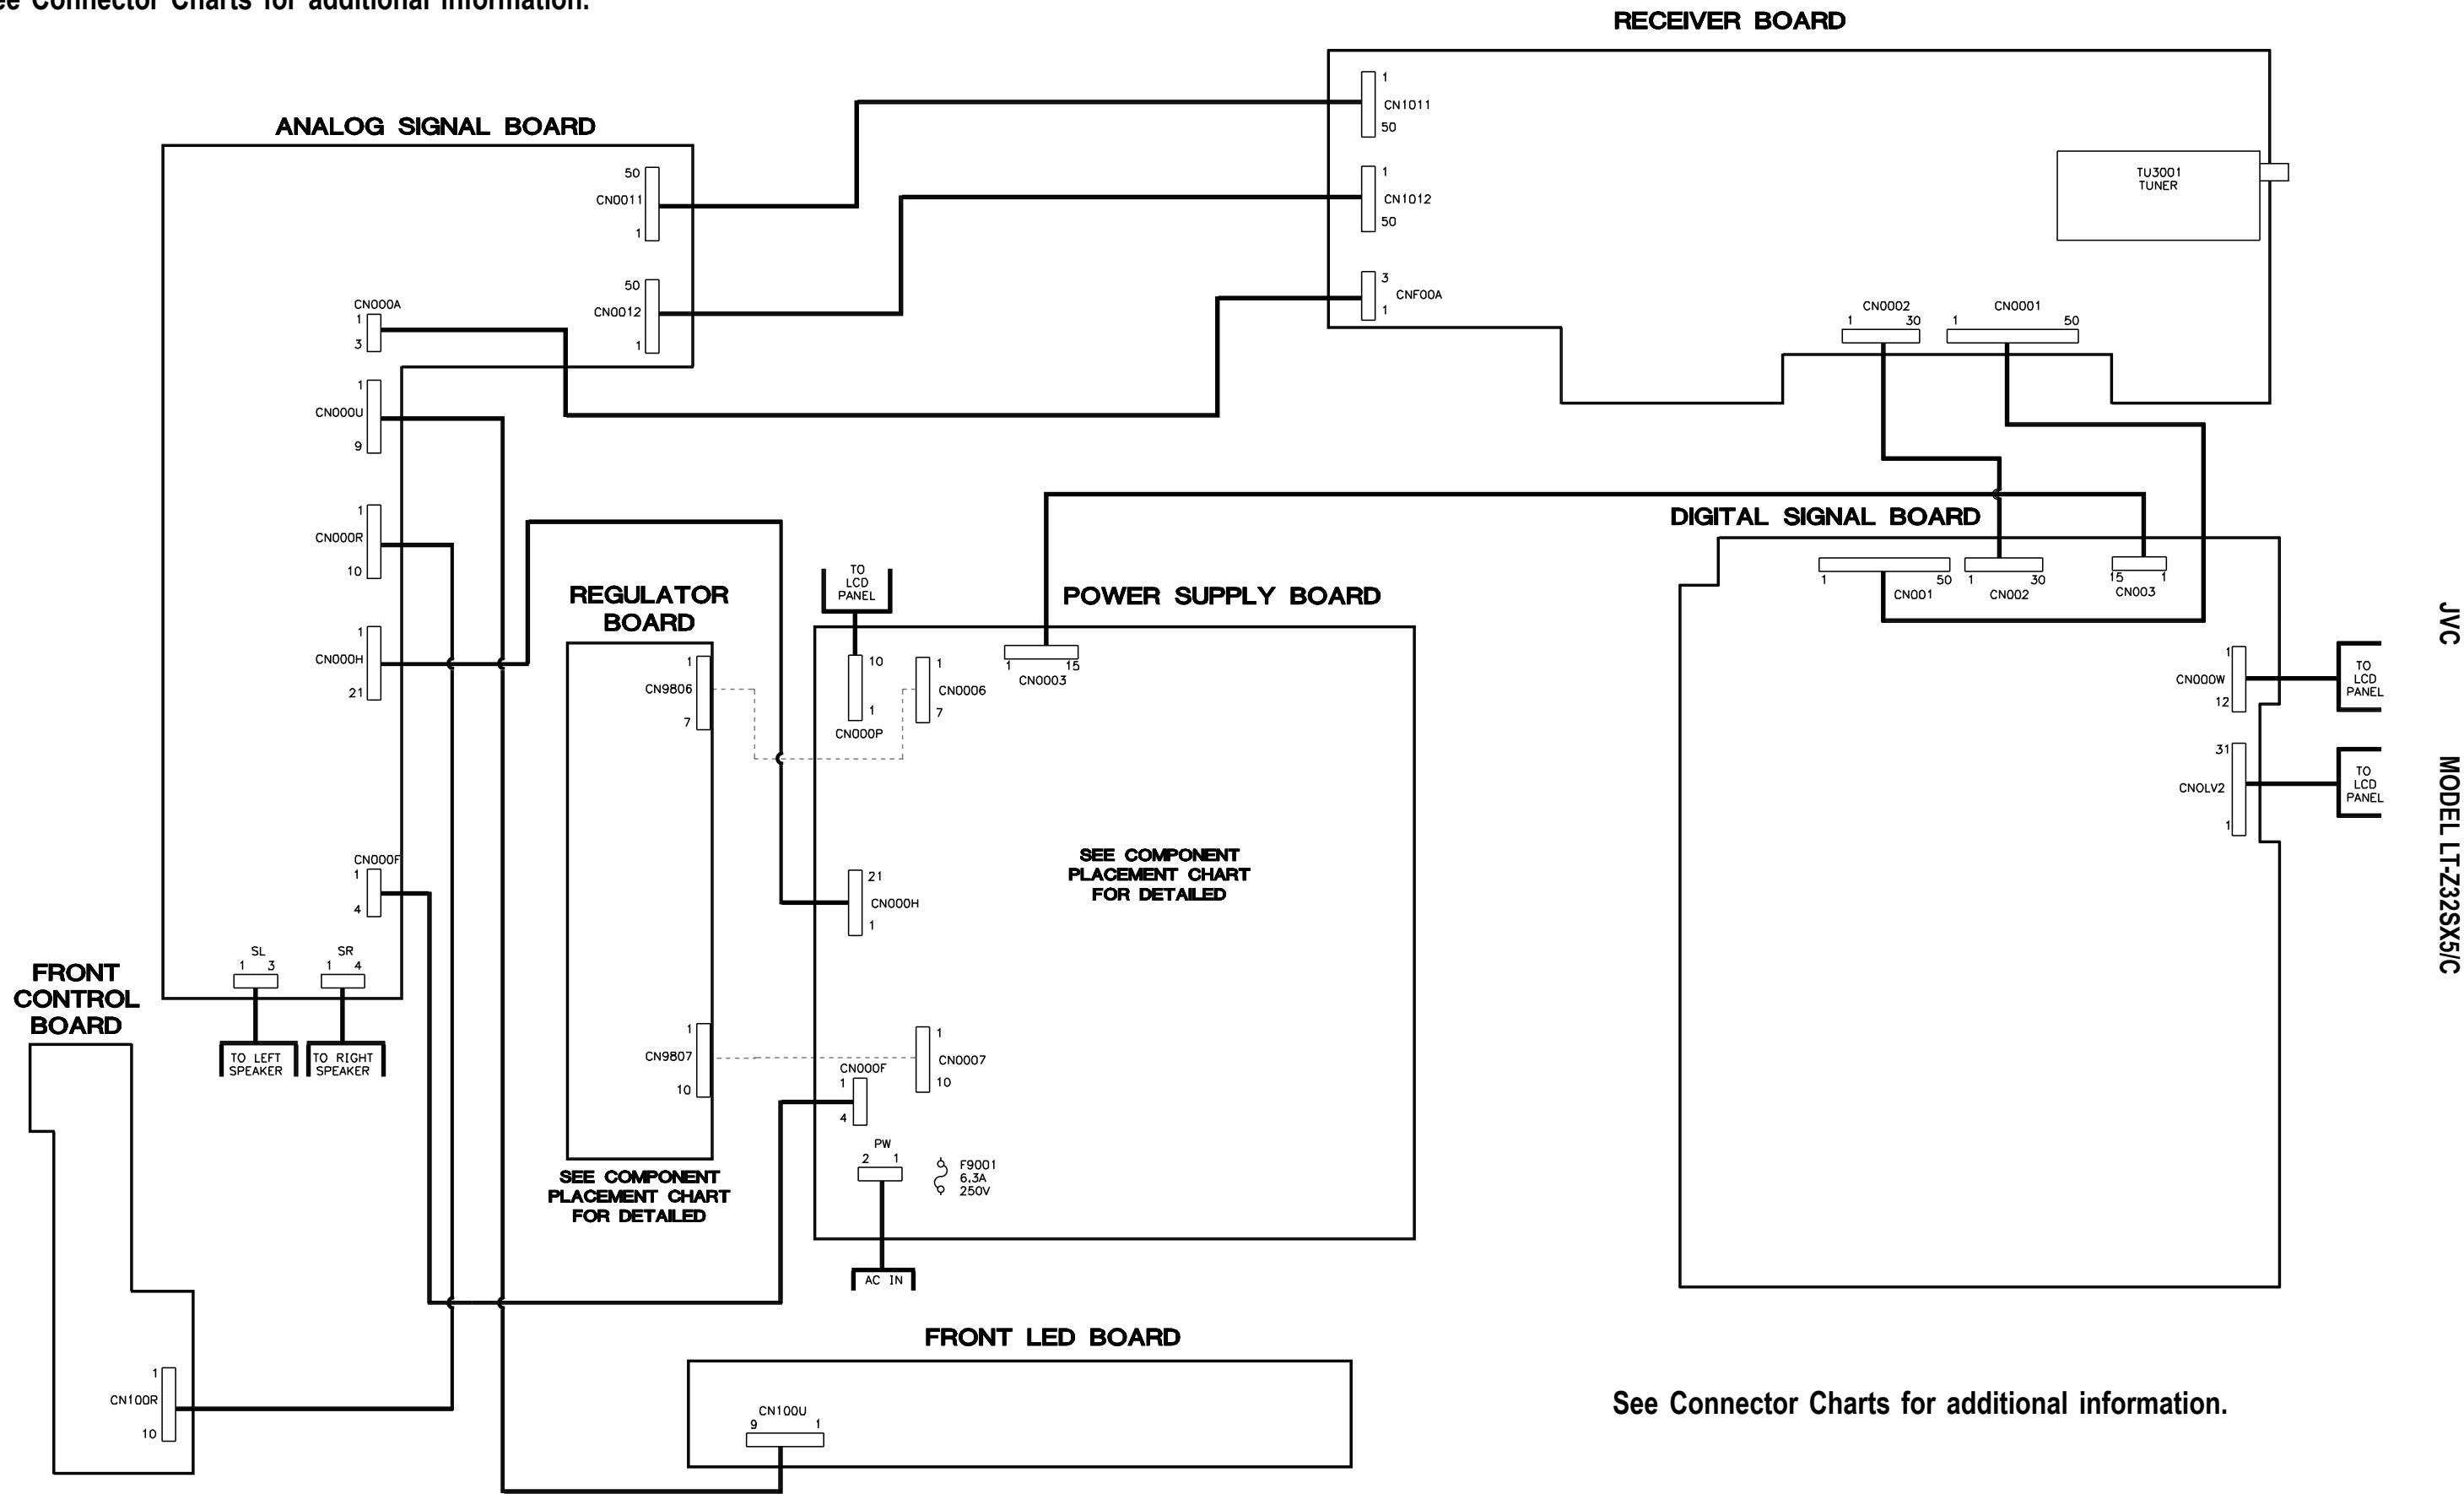 ee Connector Charts for additional information.
RECEIVER BOARD
1
CN1011
50
1
CN1012
50
3
CNF00A
1
TU3001
TUNER
CN0002
1 30
CN0001
1 50
ANALOG SIGNAL BOARD
50
CN0011
1
50
CN0012
1
CN000A
1
3
1
CN000U
9
1
CN000R
10
1
CN000H
21
CN000F
1
4
SL
1 3
SR
1 4
TO LEFT
SPEAKER
TO RIGHT
SPEAKER
FRONT
CONTROL
BOARD
1
CN100R
10
REGULATOR
BOARD
1
CN9806
7
1
CN9807
10
SEE COMPONENT
PLACEMENT CHART
FOR DETAILED
TO
LCD
PANEL
POWER SUPPLY BOARD
10
1
CN000P
1
CN0006
7
1 15
CN0003
SEE COMPONENT
PLACEMENT CHART
FOR DETAILED
21
CN000H
1
1
CN0007
10
CN000F
1
4
PW
2 1
F9001
6.3A
250V
AC IN
DIGITAL SIGNAL BOARD
1 50
CN001
1 30
CN002
15 1
CN003
1
CN000W
12
TO
LCD
PANEL
31
CN0LV2
1
TO
LCD
PANEL
FRONT LED BOARD
CN100U
9 1
See Connector Charts for additional information.
JVC MODEL LT-Z32SX5/C